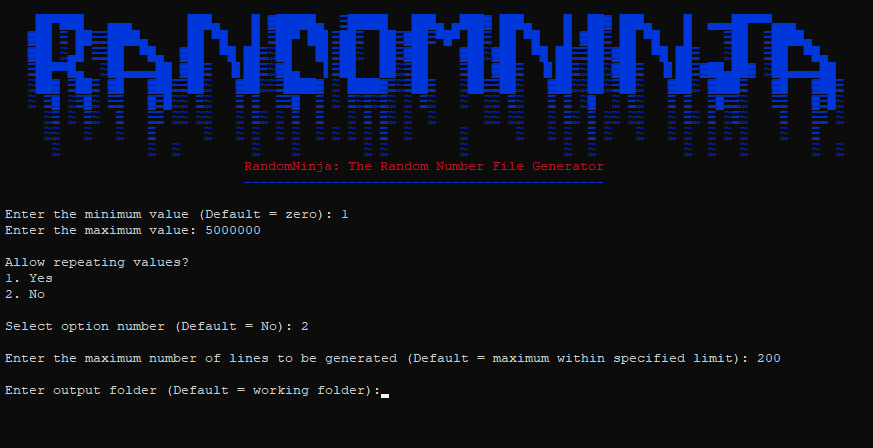 RANDOMNINJA
RandomNinja: The Random Number File Generator
Enter the minimum value (Default = zero): 1
Enter the maximum value: 5000000
Allow repeating values?
1. Yes
2. No
Select option number (Default = No): 2
Enter the maximum number of lines to be generated (Default = maximum within specified limit): 200
Enter output folder (Default = working folder):